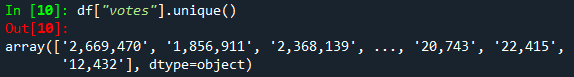 In [10]: df["votes"].unique()
Out[10]:
array(['2,669,470', '1,856,911', '2,368,139', ..., '20,743', '22,415',
'12,432'], dtype=object)